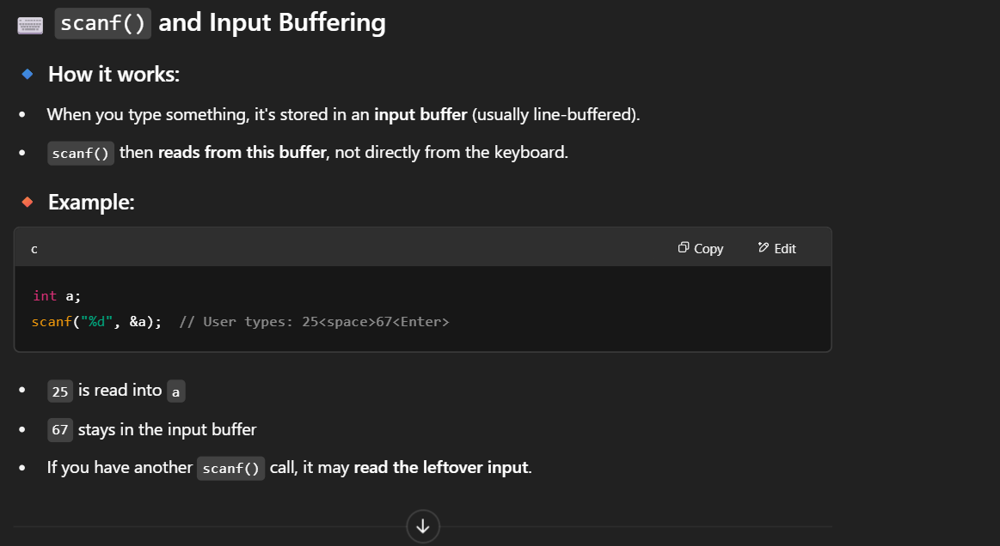 scanf() and Input Buffering
How it works:
When you type something, it's stored in an input buffer (usually line-buffered).
scanf() then reads from this buffer, not directly from the keyboard.
Example:
c Copy Edit
int a;
scanf("%d", &a);  // User types: 25<space>67<Enter>
25 is read into a
67 stays in the input buffer
If you have another scanf() call, it may read the leftover input.